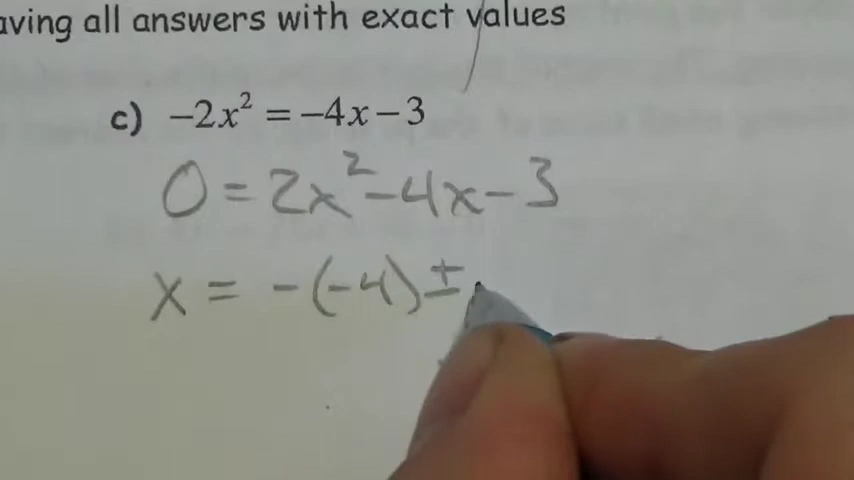 aving all answers with exact values
c) −2x² = −4x − 3
0 = 2x² − 4x − 3
x = −(−4) ±